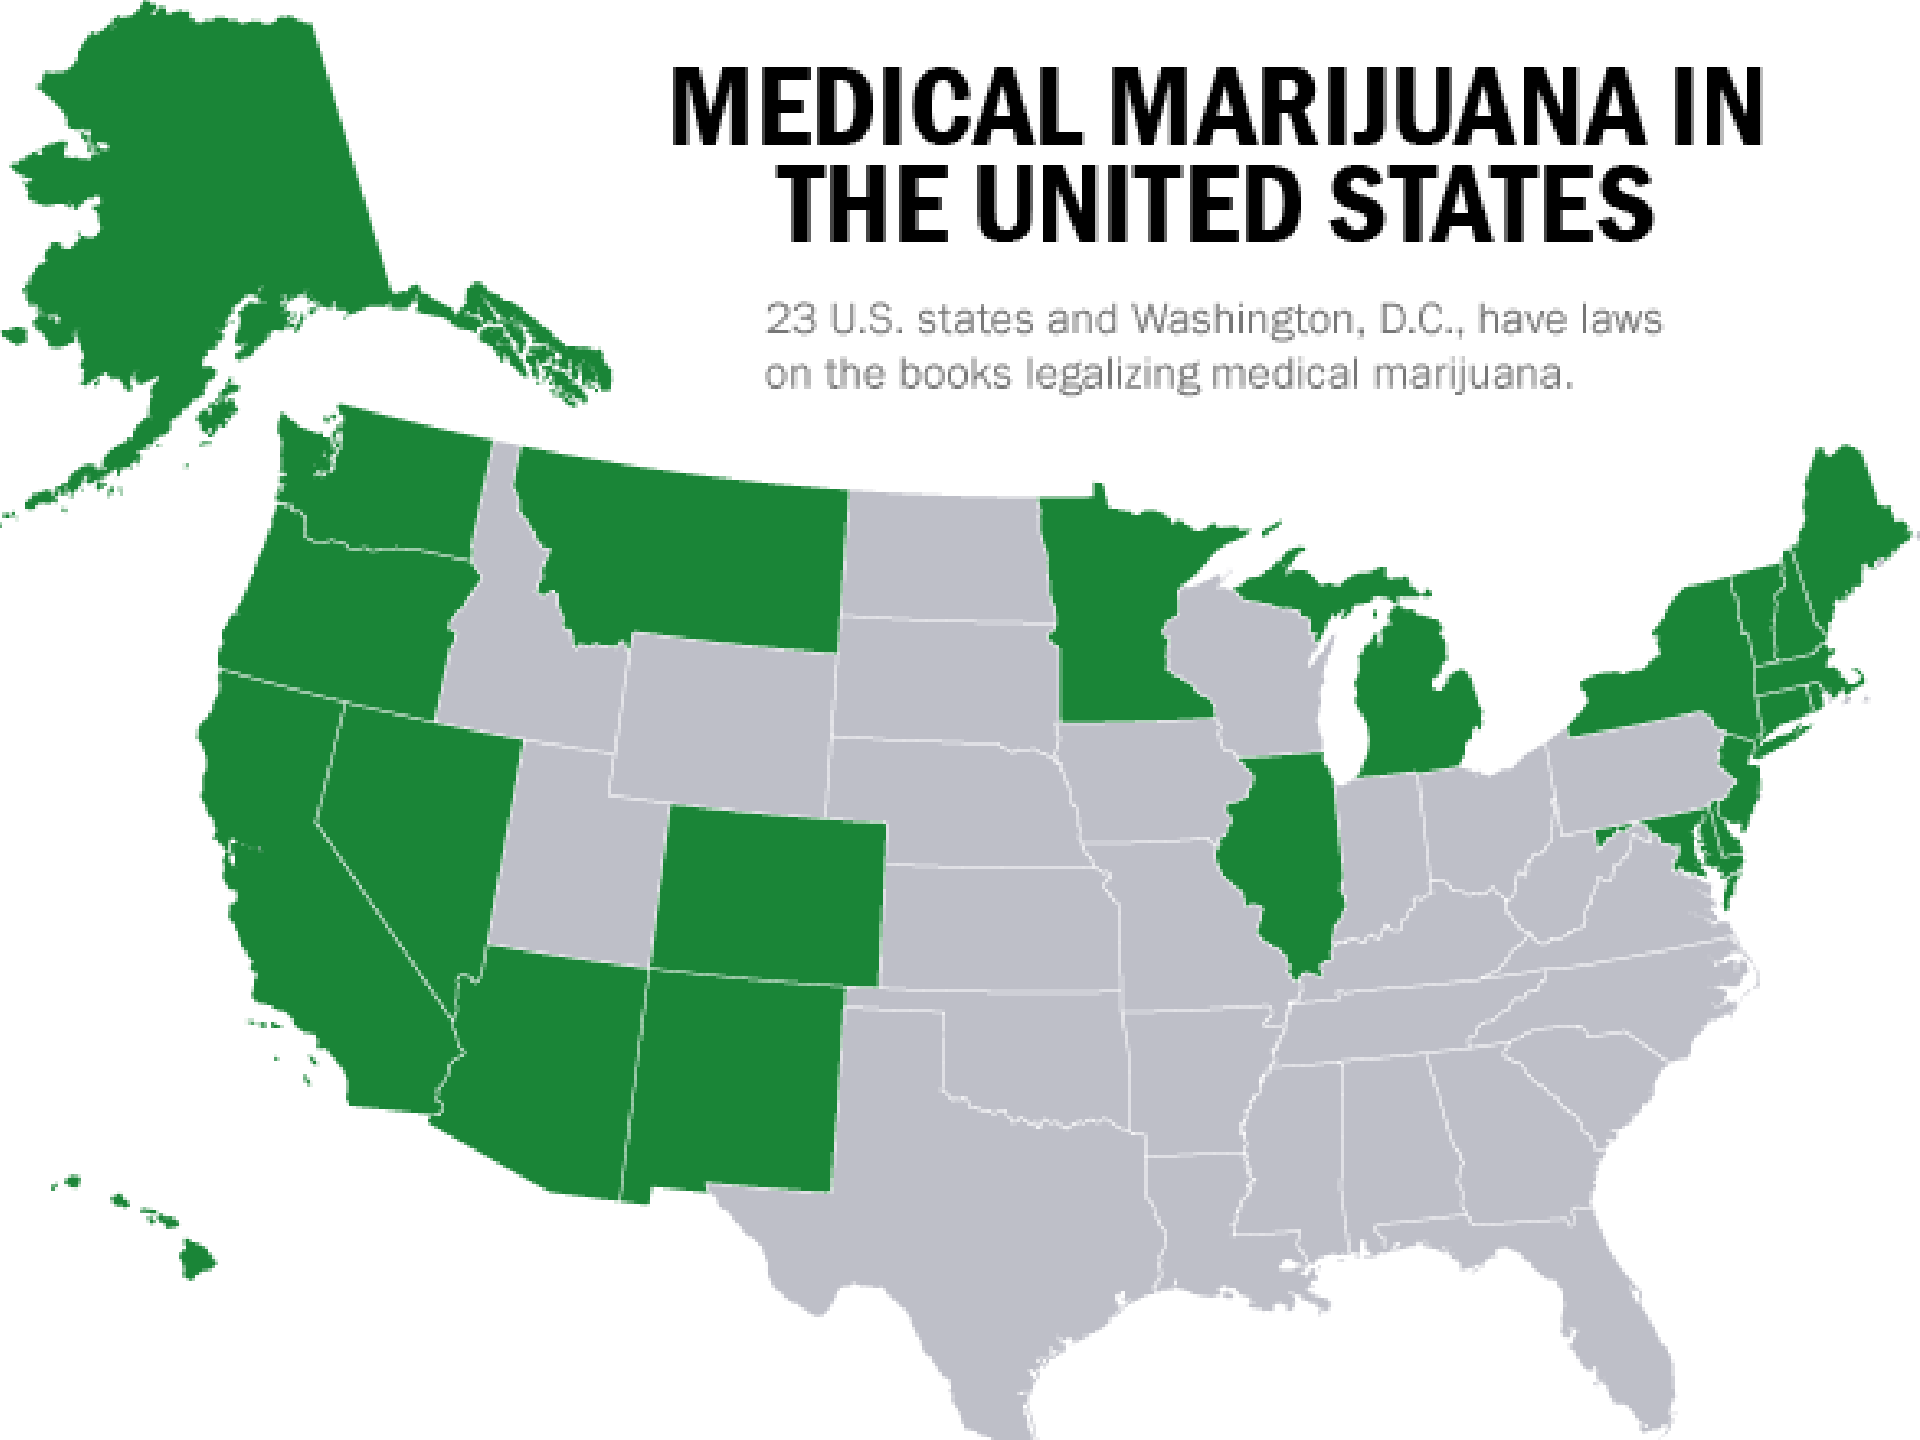 MEDICAL MARIJUANA IN
THE UNITED STATES
23 U.S. states and Washington, D.C., have laws
on the books legalizing medical marijuana.